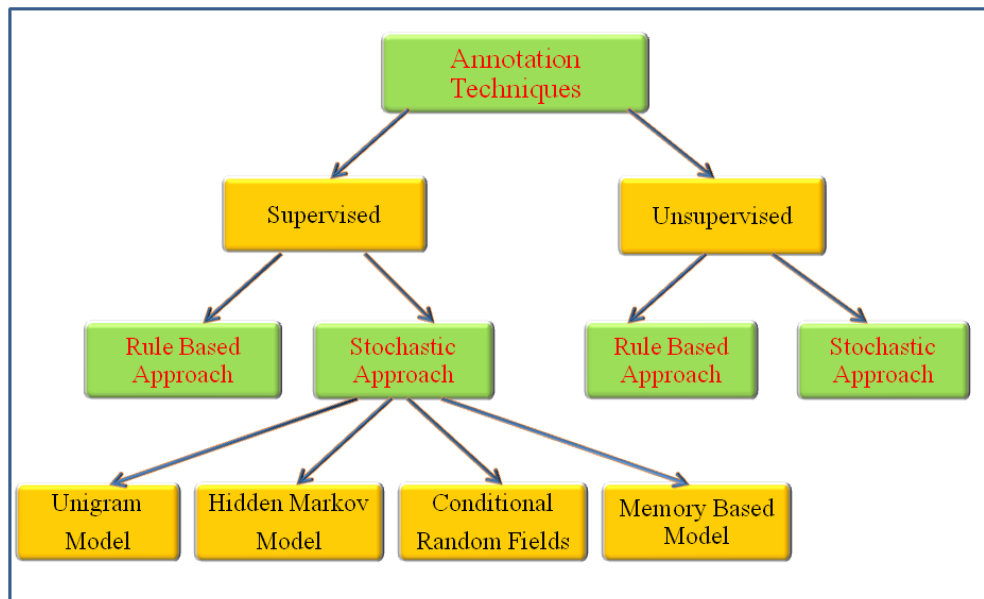 Annotation
Techniques
Supervised
Unsupervised
Rule Based
Approach
Stochastic
Approach
Rule Based
Approach
Stochastic
Approach
Unigram
Model
Hidden Markov
Model
Conditional
Random Fields
Memory Based
Model